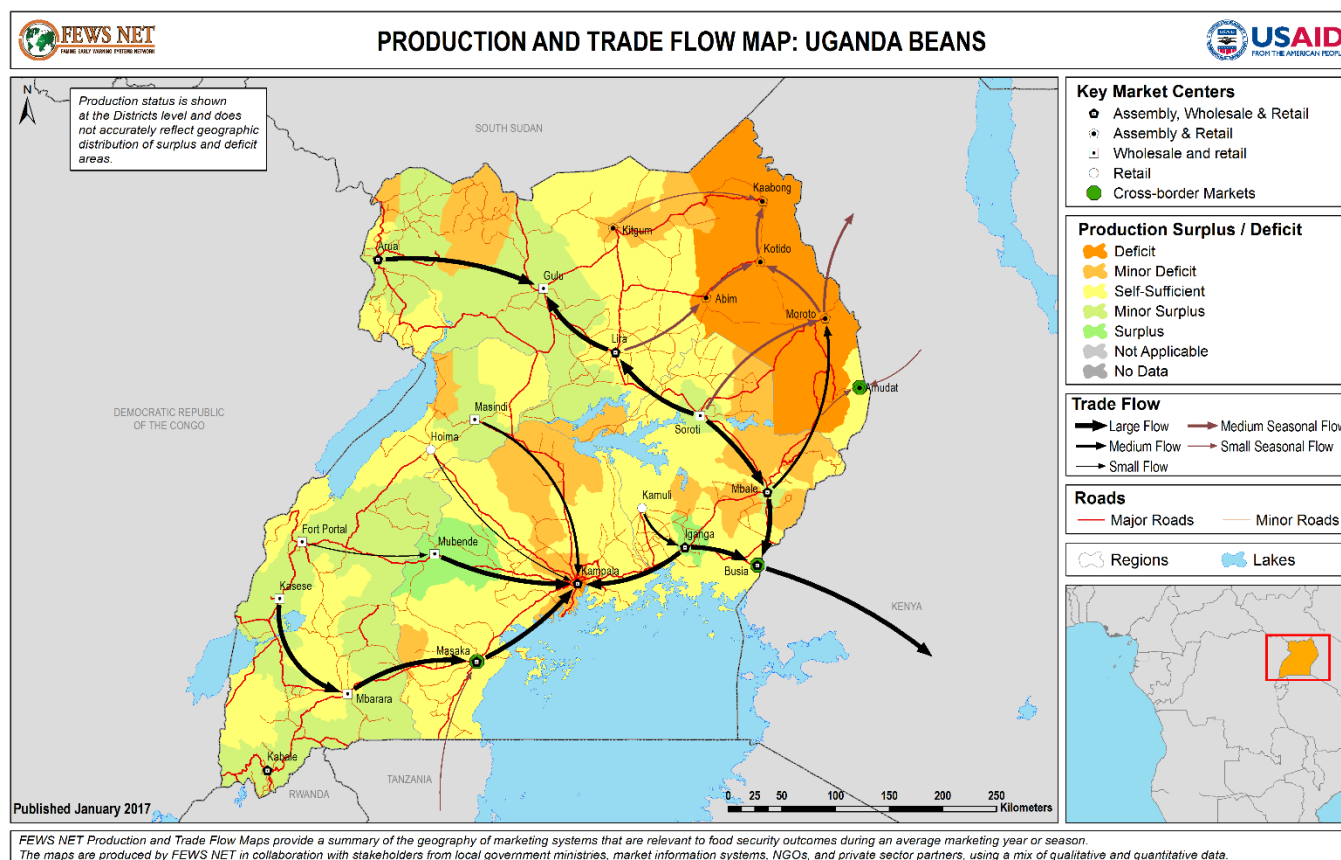 FEWS NET
FAMINE EARLY WARNING SYSTEMS NETWORK
PRODUCTION AND TRADE FLOW MAP: UGANDA BEANS
USAID
FROM THE AMERICAN PEOPLE
N
Production status is shown
at the Districts level and does
not accurately reflect geographic
distribution of surplus and deficit
areas.
SOUTH SUDAN
Kaabong
Kitgum
Arua
Kotido
Gulu
Abim
Moroto
Lira
Amudat
DEMOCRATIC REPUBLIC
OF THE CONGO
Masindi
Soroti
Hoima
Mbale
Kamuli
Fort Portal
Mubende
Iganga
Kampala
Busia
Kasese
KENYA
Masaka
Mbarara
Kabale
TANZANIA
RWANDA
Published January 2017
0 25 50 100 150 200 250
Kilometers
Key Market Centers
Assembly, Wholesale & Retail
Assembly & Retail
Wholesale and retail
Retail
Cross-border Markets
Production Surplus / Deficit
Deficit
Minor Deficit
Self-Sufficient
Minor Surplus
Surplus
Not Applicable
No Data
Trade Flow
Large Flow
Medium Seasonal Flow
Medium Flow
Small Seasonal Flow
Small Flow
Roads
Major Roads
Minor Roads
Regions
Lakes
FEWS NET Production and Trade Flow Maps provide a summary of the geography of marketing systems that are relevant to food security outcomes during an average marketing year or season.
The maps are produced by FEWS NET in collaboration with stakeholders from local government ministries, market information systems, NGOs, and private sector partners, using a mix of qualitative and quantitative data.